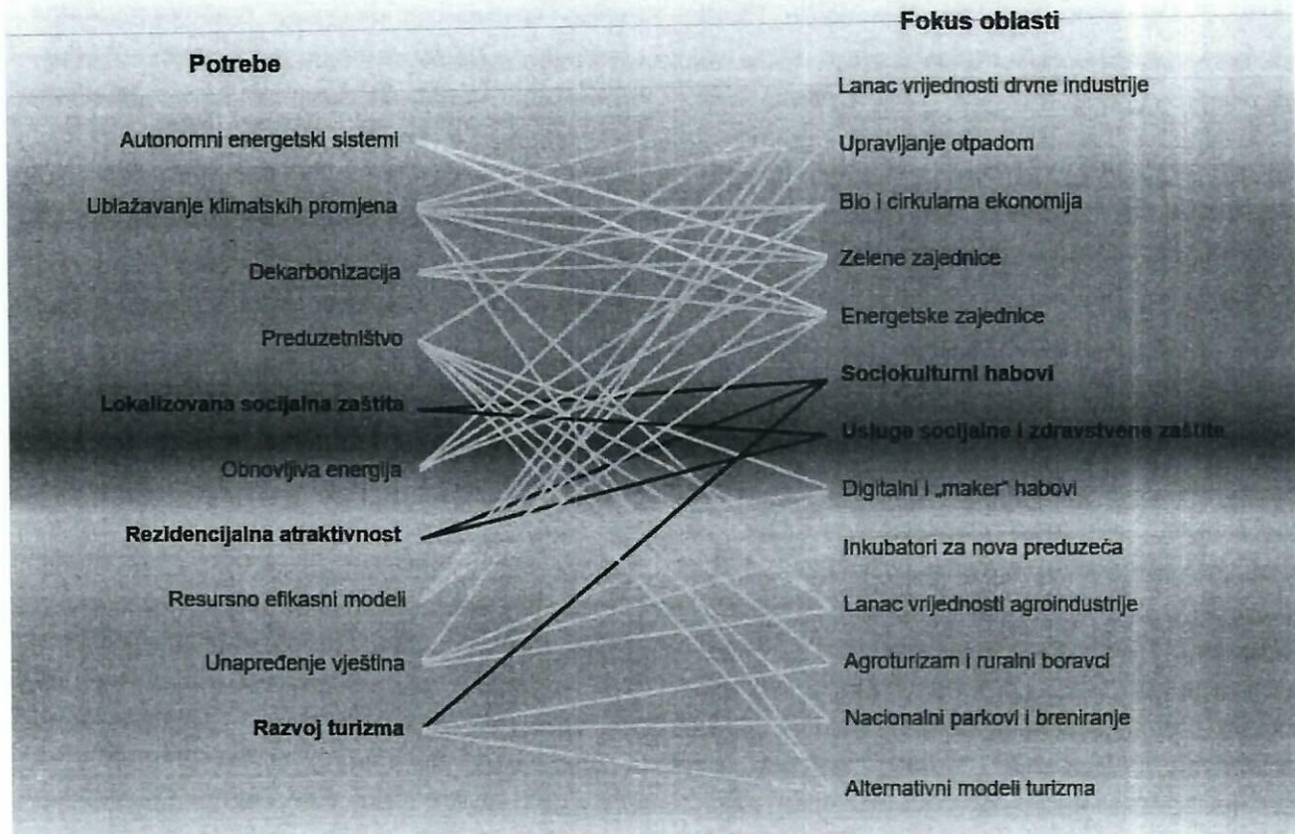 Fokus oblasti
Potrebe
Lanac vrijednosti drvne industrije
Autonomni energetski sistemi
Upravljanje otpadom
Ublažavanje klimatskih promjena
Bio i cirkularna ekonomija
Dekarbonizacija
Zelene zajednice
Preduzetništvo
Energetske zajednice
Lokalizovana socijalna zaštita
Sociokulturni habovi
Obnovljiva energija
Usluge socijalne i zdravstvene zaštite
Rezidencijalna atraktivnost
Digitalni i „maker" habovi
Resursno efikasni modeli
Inkubatori za nova preduzeća
Unapređenje vještina
Lanac vrijednosti agroindustrije
Razvoj turizma
Agroturizam i ruralni boravci
Nacionalni parkovi i breniranje
Alternativni modeli turizma